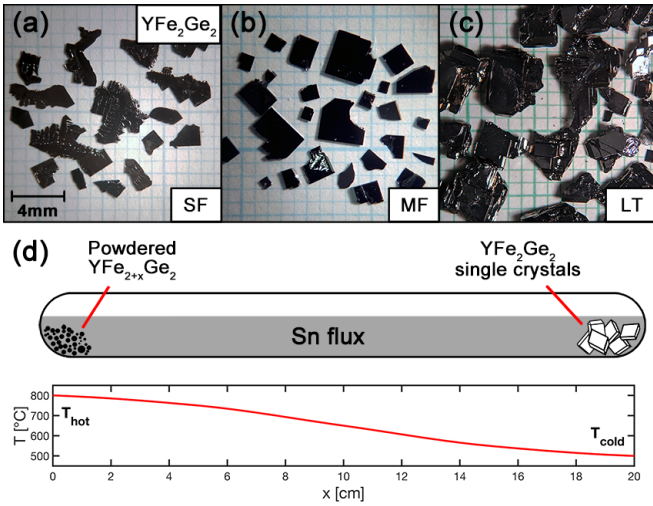 (a)
YFe2Ge2
(b)
(c)
4mm
SF
MF
LT
(d)
Powdered
YFe2+xGe2
YFe2Ge2
single crystals
Sn flux
T [°C]
800
700
600
500
Thot
Tcold
0
2
4
6
8
10
12
14
16
18
20
x [cm]